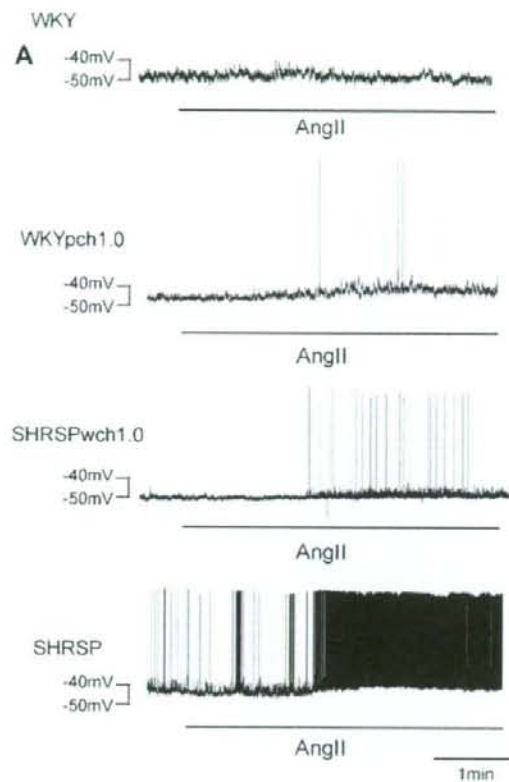 WKY
A
-40mV
-50mV
AngII
WKYpch1.0
-40mV
-50mV
AngII
SHRSPwch1.0
-40mV
-50mV
AngII
SHRSP
-40mV
-50mV
AngII
1min